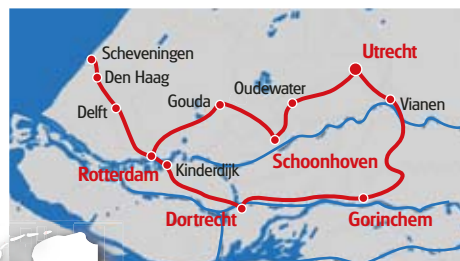 Scheveningen
Utrecht
Den Haag
Oudewater
Gouda
Vianen
Delft
Schoonhoven
Rotterdam
Kinderdijk
Dortrecht
Gorinchem